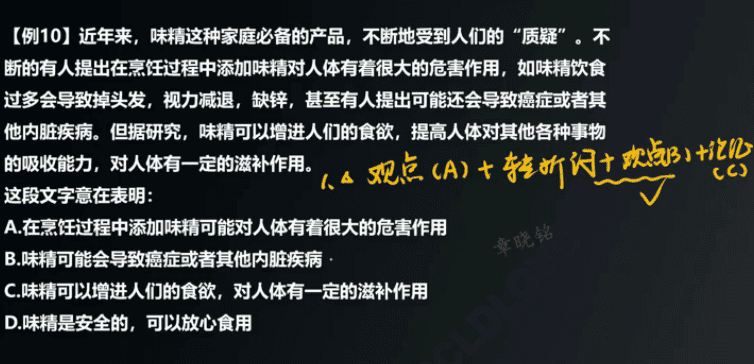 【例10】近年来，味精这种家庭必备的产品，不断地受到人们的“质疑”。不
断的有人提出在烹饪过程中添加味精对人体有着很大的危害作用，如味精饮食
过多会导致掉头发，视力减退，缺锌，甚至有人提出可能还会导致癌症或者其
他内脏疾病。但据研究，味精可以增进人们的食欲，提高人体对其他各种事物
的吸收能力，对人体有一定的滋补作用。
1.△ 观点(A)+转折词+观点(B)+论证(C)
这段文字意在表明：
A.在烹饪过程中添加味精可能对人体有着很大的危害作用
B.味精可能会导致癌症或者其他内脏疾病
章晓铭
C.味精可以增进人们的食欲，对人体有一定的滋补作用
D.味精是安全的，可以放心食用